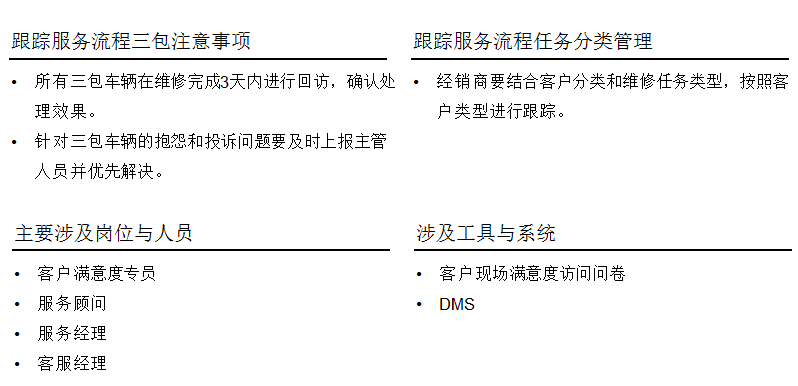 跟踪服务流程三包注意事项
• 所有三包车辆在维修完成3天内进行回访，确认处
理效果。
• 针对三包车辆的抱怨和投诉问题要及时上报主管
人员并优先解决。
跟踪服务流程任务分类管理
• 经销商要结合客户分类和维修任务类型，按照客
户类型进行跟踪。
主要涉及岗位与人员
• 客户满意度专员
• 服务顾问
• 服务经理
• 客服经理
涉及工具与系统
• 客户现场满意度访问问卷
• DMS